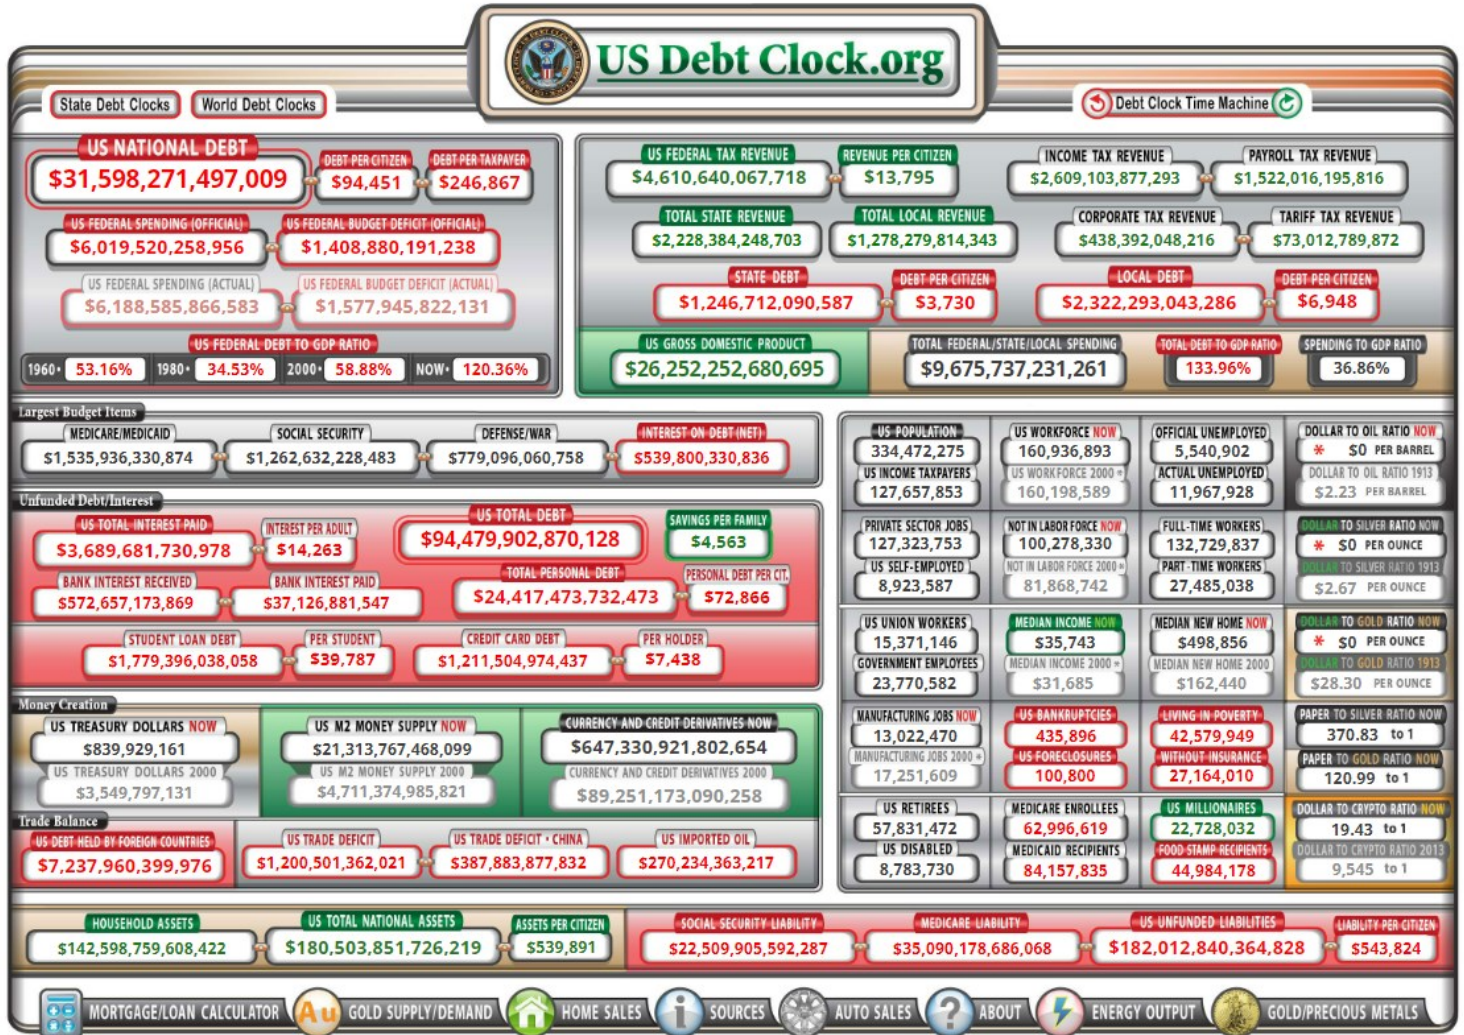 US Debt Clock.org
State Debt Clocks World Debt Clocks
Debt Clock Time Machine
US NATIONAL DEBT
$31,598,271,497,009
DEBT PER CITIZEN
$94,451
DEBT PER TAXPAYER
$246,867
US FEDERAL SPENDING (OFFICIAL)
$6,019,520,258,956
US FEDERAL BUDGET DEFICIT (OFFICIAL)
$1,408,880,191,238
US FEDERAL SPENDING (ACTUAL)
$6,188,585,866,583
US FEDERAL BUDGET DEFICIT (ACTUAL)
$1,577,945,822,131
US FEDERAL DEBT TO GDP RATIO
1960• 53.16% 1980• 34.53% 2000• 58.88% NOW• 120.36%
US FEDERAL TAX REVENUE
$4,610,640,067,718
REVENUE PER CITIZEN
$13,795
INCOME TAX REVENUE
$2,609,103,877,293
PAYROLL TAX REVENUE
$1,522,016,195,816
TOTAL STATE REVENUE
$2,228,384,248,703
TOTAL LOCAL REVENUE
$1,278,279,814,343
CORPORATE TAX REVENUE
$438,392,048,216
TARIFF TAX REVENUE
$73,012,789,872
STATE DEBT
$1,246,712,090,587
DEBT PER CITIZEN
$3,730
LOCAL DEBT
$2,322,293,043,286
DEBT PER CITIZEN
$6,948
US GROSS DOMESTIC PRODUCT
$26,252,252,680,695
TOTAL FEDERAL/STATE/LOCAL SPENDING
$9,675,737,231,261
TOTAL DEBT TO GDP RATIO
133.96%
SPENDING TO GDP RATIO
36.86%
Largest Budget Items
MEDICARE/MEDICAID
$1,535,936,330,874
SOCIAL SECURITY
$1,262,632,228,483
DEFENSE/WAR
$779,096,060,758
INTEREST ON DEBT (NET)
$539,800,330,836
Unfunded Debt/Interest
US TOTAL INTEREST PAID
$3,689,681,730,978
INTEREST PER ADULT
$14,263
US TOTAL DEBT
$94,479,902,870,128
SAVINGS PER FAMILY
$4,563
BANK INTEREST RECEIVED
$572,657,173,869
BANK INTEREST PAID
$37,126,881,547
TOTAL PERSONAL DEBT
$24,417,473,732,473
PERSONAL DEBT PER CIT.
$72,866
STUDENT LOAN DEBT
$1,779,396,038,058
PER STUDENT
$39,787
CREDIT CARD DEBT
$1,211,504,974,437
PER HOLDER
$7,438
Money Creation
US TREASURY DOLLARS NOW
$839,929,161
US TREASURY DOLLARS 2000
$3,549,797,131
US M2 MONEY SUPPLY NOW
$21,313,767,468,099
US M2 MONEY SUPPLY 2000
$4,711,374,985,821
CURRENCY AND CREDIT DERIVATIVES NOW
$647,330,921,802,654
CURRENCY AND CREDIT DERIVATIVES 2000
$89,251,173,090,258
Trade Balance
US DEBT HELD BY FOREIGN COUNTRIES
$7,237,960,399,976
US TRADE DEFICIT
$1,200,501,362,021
US TRADE DEFICIT • CHINA
$387,883,877,832
US IMPORTED OIL
$270,234,363,217
US POPULATION
334,472,275
US INCOME TAXPAYERS
127,657,853
US WORKFORCE NOW
160,936,893
US WORKFORCE 2000 *
160,198,589
OFFICIAL UNEMPLOYED
5,540,902
ACTUAL UNEMPLOYED
11,967,928
DOLLAR TO OIL RATIO NOW
* $0 PER BARREL
DOLLAR TO OIL RATIO 1913
$2.23 PER BARREL
PRIVATE SECTOR JOBS
127,323,753
US SELF-EMPLOYED
8,923,587
NOT IN LABOR FORCE NOW
100,278,330
NOT IN LABOR FORCE 2000 *
81,868,742
FULL-TIME WORKERS
132,729,837
PART-TIME WORKERS
27,485,038
DOLLAR TO SILVER RATIO NOW
* $0 PER OUNCE
DOLLAR TO SILVER RATIO 1913
$2.67 PER OUNCE
US UNION WORKERS
15,371,146
GOVERNMENT EMPLOYEES
23,770,582
MEDIAN INCOME NOW
$35,743
MEDIAN INCOME 2000 *
$31,685
MEDIAN NEW HOME NOW
$498,856
MEDIAN NEW HOME 2000
$162,440
DOLLAR TO GOLD RATIO NOW
* $0 PER OUNCE
DOLLAR TO GOLD RATIO 1913
$28.30 PER OUNCE
MANUFACTURING JOBS NOW
13,022,470
MANUFACTURING JOBS 2000 *
17,251,609
US BANKRUPTCIES
435,896
US FORECLOSURES
100,800
LIVING IN POVERTY
42,579,949
WITHOUT INSURANCE
27,164,010
PAPER TO SILVER RATIO NOW
370.83 to 1
PAPER TO GOLD RATIO NOW
120.99 to 1
US RETIREES
57,831,472
US DISABLED
8,783,730
MEDICARE ENROLLEES
62,996,619
MEDICAID RECIPIENTS
84,157,835
US MILLIONAIRES
22,728,032
FOOD STAMP RECIPIENTS
44,984,178
DOLLAR TO CRYPTO RATIO NOW
19.43 to 1
DOLLAR TO CRYPTO RATIO 2013
9,545 to 1
HOUSEHOLD ASSETS
$142,598,759,608,422
US TOTAL NATIONAL ASSETS
$180,503,851,726,219
ASSETS PER CITIZEN
$539,891
SOCIAL SECURITY LIABILITY
$22,509,905,592,287
MEDICARE LIABILITY
$35,090,178,686,068
US UNFUNDED LIABILITIES
$182,012,840,364,828
LIABILITY PER CITIZEN
$543,824
MORTGAGE/LOAN CALCULATOR Au GOLD SUPPLY/DEMAND HOME SALES i SOURCES AUTO SALES ? ABOUT ENERGY OUTPUT GOLD/PRECIOUS METALS